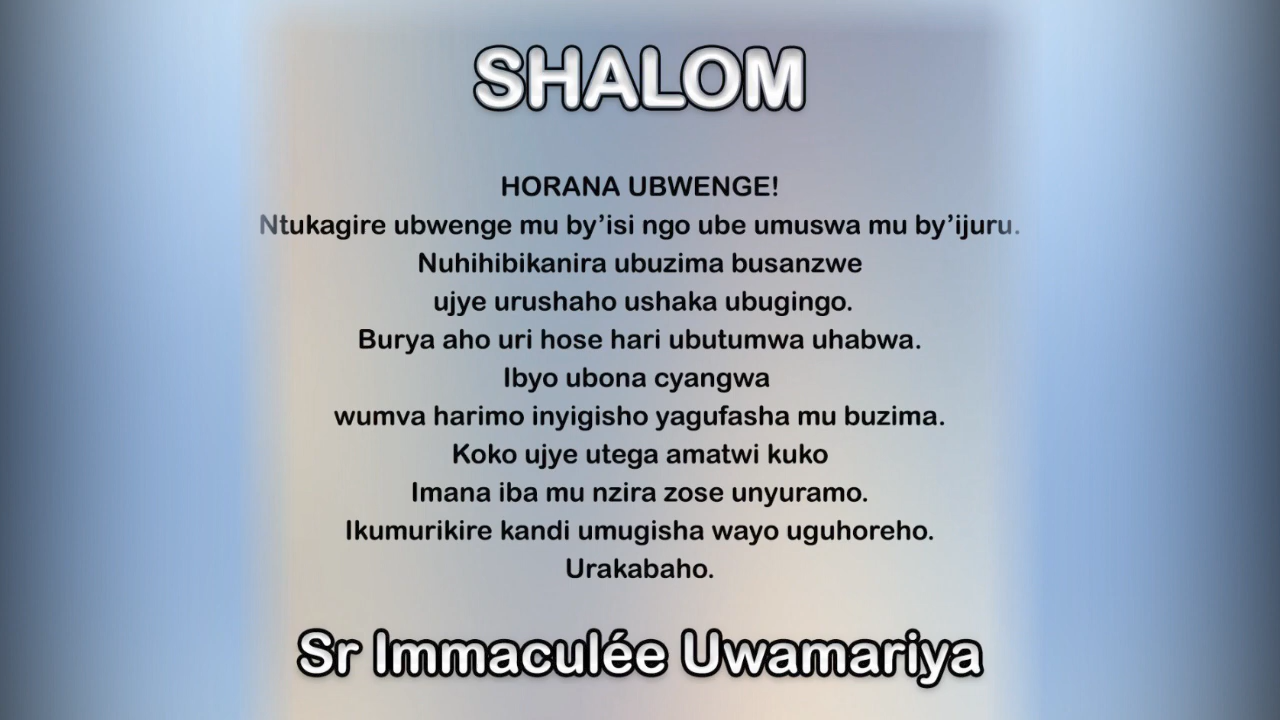 SHALOM
HORANA UBWENGE!
Ntukagire ubwenge mu by’isi ngo ube umuswa mu by’ijuru.
Nuhihibikanira ubuzima busanzwe
ujye urushaho ushaka ubugingo.
Burya aho uri hose hari ubutumwa uhabwa.
Ibyo ubona cyangwa
wumva harimo inyigisho yagufasha mu buzima.
Koko ujye utega amatwi kuko
Imana iba mu nzira zose unyuramo.
Ikumurikire kandi umugisha wayo uguhoreho.
Urakabaho.
Sr Immaculée Uwamariya